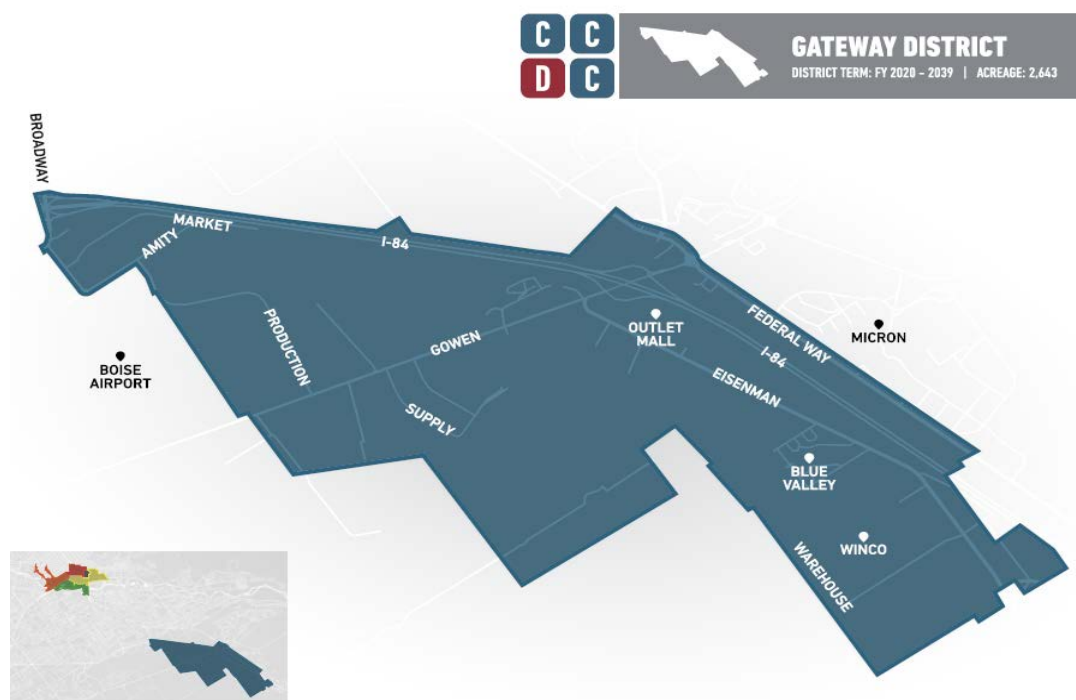 C C
D C
GATEWAY DISTRICT
DISTRICT TERM: FY 2020 – 2039 | ACREAGE: 2,643
BROADWAY
MARKET
AMITY
I-84
PRODUCTION
GOWEN
SUPPLY
BOISE
AIRPORT
OUTLET
MALL
FEDERAL WAY
I-84
MICRON
EISENMAN
BLUE
VALLEY
WINCO
WAREHOUSE